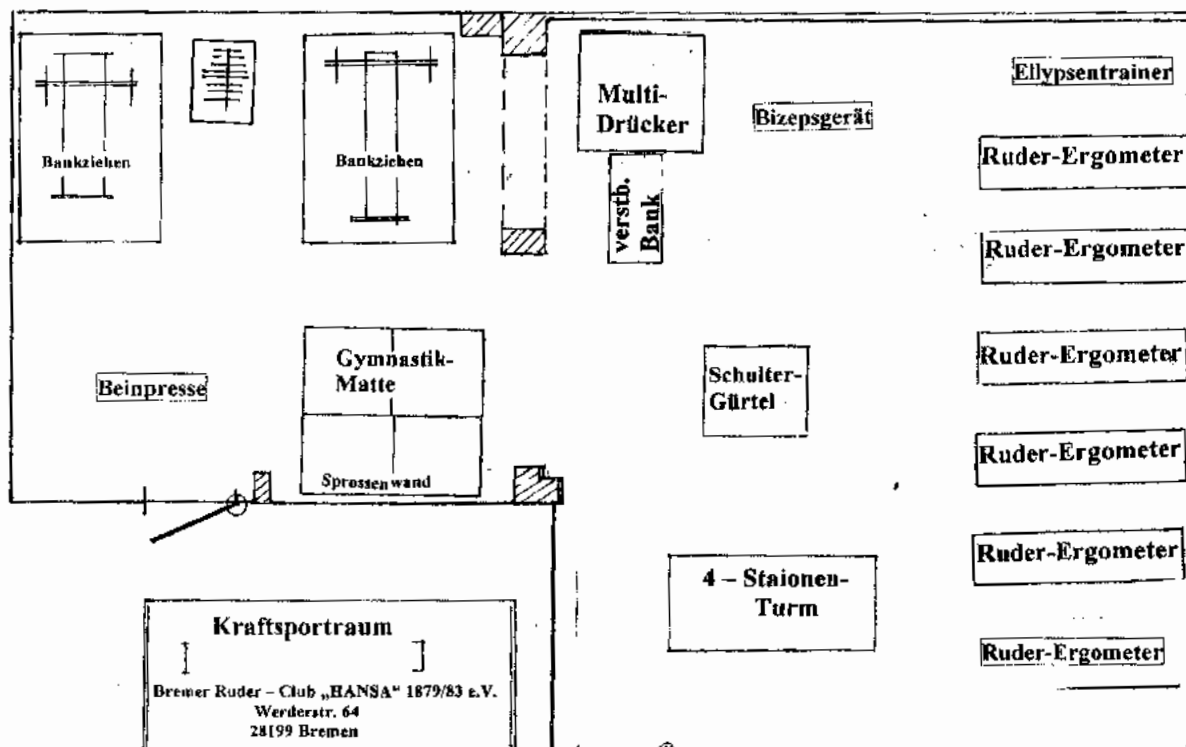 Bankziehen
Bankziehen
Multi-
Drücker
verstb.
Bank
Bizepsgerät
Ellypsentrainer
Ruder-Ergometer
Ruder-Ergometer
Ruder-Ergometer
Ruder-Ergometer
Ruder-Ergometer
Ruder-Ergometer
Beinpresse
Gymnastik-
Matte
Sprossenwand
Schulter-
Gürtel
4 – Staionen-
Turm
Kraftsportraum
Bremer Ruder – Club „HANSA“ 1879/83 e.V.
Werderstr. 64
28199 Bremen